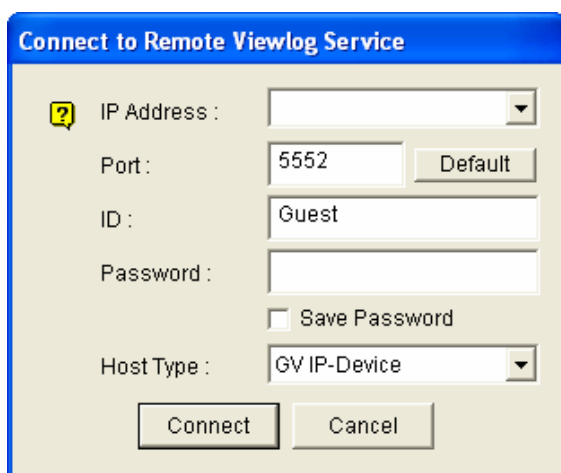 Connect to Remote Viewlog Service
IP Address :
Port : 5552 Default
ID : Guest
Password :
Save Password
Host Type : GV IP-Device
Connect Cancel